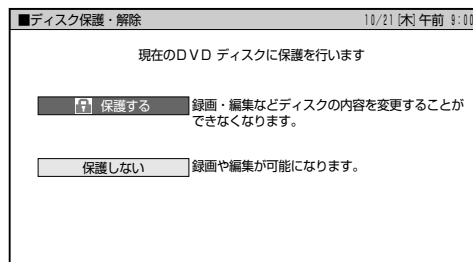 ■ディスク保護・解除 10/21[木]午前 9:00
現在のDVD ディスクに保護を行います
保護する 録画・編集などディスクの内容を変更することが
できなくなります。
保護しない 録画や編集が可能になります。